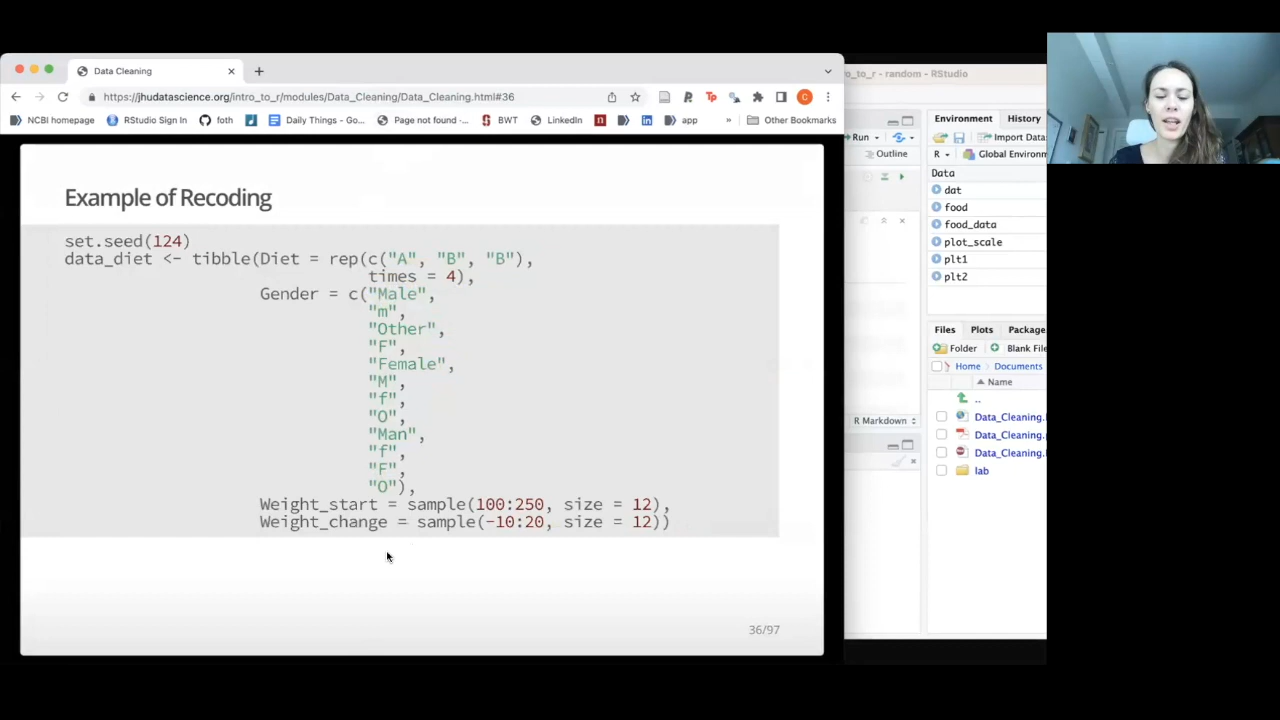 Data Cleaning
https://jhudatascience.org/intro_to_r/modules/Data_Cleaning/Data_Cleaning.html#36
NCBI homepage
RStudio Sign In
foth
Daily Things - Go...
Page not found -...
BWT
LinkedIn
app
»
Other Bookmarks
Example of Recoding
set.seed(124)
data_diet <- tibble(Diet = rep(c("A", "B", "B"),
times = 4),
Gender = c("Male",
"m",
"Other",
"F",
"Female",
"M",
"f",
"O",
"Man",
"f",
"F",
"O"),
Weight_start = sample(100:250, size = 12),
Weight_change = sample(-10:20, size = 12))
36/97
ro_to_r - random - RStudio
Run
Outline
R Markdown
Environment
History
Import Data
R
Global Environm
Data
dat
food
food_data
plot_scale
plt1
plt2
Files
Plots
Package
Folder
Blank File
Home
Documents
Name
..
Data_Cleaning.
Data_Cleaning.
Data_Cleaning.
lab